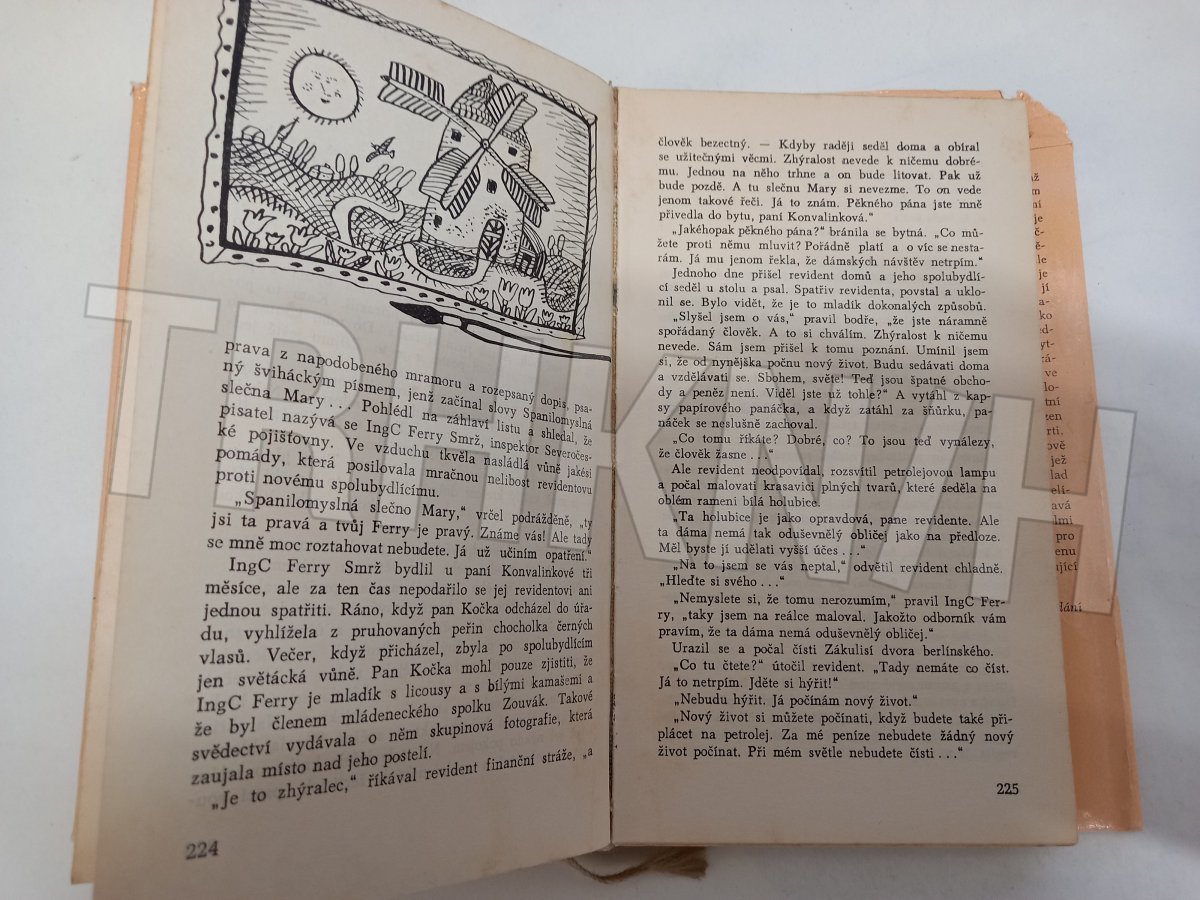 prava z napodobeného mramoru a rozepsaný dopis, psa-
ný šviháckým písmem, jenž začínal slovy Spanilomyslná
slečna Mary . . . Pohlédl na záhlaví listu a shledal, že
pisatel nazývá se IngC Ferry Smrž, inspektor Severočes-
ké pojišťovny. Ve vzduchu tkvěla nasládlá vůně jakési
pomády, která posilovala mračnou nelibost revidentovu
proti novému spolubydlícímu.
„Spanilomyslná slečno Mary,“ vrčel podrážděně, „ty
jsi ta pravá a tvůj Ferry je pravý. Známe vás! Ale tady
se mně moc roztahovat nebudete. Já už učiním opatření.“
IngC Ferry Smrž bydlil u paní Konvalinkové tři
měsíce, ale za ten čas nepodařilo se jej revidentovi ani
jednou spatřiti. Ráno, když pan Kočka odcházel do úřa-
du, vyhlížela z pruhovaných peřin chocholka černých
vlasů. Večer, když přicházel, zbyla po spolubydlícím
jen světácká vůně. Pan Kočka mohl pouze zjistiti, že
IngC Ferry je mladík s licousy a s bílými kamašemi a
že byl členem mládeneckého spolku Zouvák. Takové
svědectví vydávala o něm skupinová fotografie, která
zaujala místo nad jeho postelí.
„Je to zhýralec,“ říkával revident finanční stráže, „a
224
člověk bezectný. — Kdyby raději seděl doma a obíral
se užitečnými věcmi. Zhýralost nevede k ničemu dobré-
mu. Jednou na něho trhne a on bude litovat. Pak už
bude pozdě. A tu slečnu Mary si nevezme. To on vede
jenom takové řeči. Já to znám. Pěkného pána jste mně
přivedla do bytu, paní Konvalinková.“
„Jakéhopak pěkného pána?“ bránila se bytná. „Co mů-
žete proti němu mluvit? Pořádně platí a o víc se nesta-
rám. Já mu jenom řekla, že dámských návštěv netrpím.“
Jednoho dne přišel revident domů a jeho spolubydlí-
cí seděl u stolu a psal. Spatřiv revidenta, povstal a uklo-
nil se. Bylo vidět, že je to mladík dokonalých způsobů.
„Slyšel jsem o vás,“ pravil bodře, „že jste náramně
spořádaný člověk. A to si chválím. Zhýralost k ničemu
nevede. Sám jsem přišel k tomu poznání. Umínil jsem
si, že od nynějška počnu nový život. Budu sedávati doma
a vzdělávati se. Sbohem, světe! Teď jsou špatné obcho-
dy a peněz není. Viděl jste už tohle?“ A vytáhl z kap-
sy papírového panáčka, a když zatáhl za šňůrku, pa-
náček se neslušně zachoval.
„Co tomu říkáte? Dobré, co? To jsou teď vynálezy,
že člověk žasne . . .“
Ale revident neodpovídal, rozsvítil petrolejovou lampu
a počal malovati krasavici plných tvarů, které seděla na
oblém rameni bílá holubice.
„Ta holubice je jako opravdová, pane revidente. Ale
ta dáma nemá tak oduševnělý obličej jako na předloze.
Měl byste jí udělati vyšší účes . . .“
„Na to jsem se vás neptal,“ odvětil revident chladně.
„Hleďte si svého . . .“
„Nemyslete si, že tomu nerozumím,“ pravil IngC Fer-
ry, „taky jsem na reálce maloval. Jakožto odborník vám
pravím, že ta dáma nemá oduševnělý obličej.“
Urazil se a počal čísti Zákulisí dvora berlínského.
„Co tu čtete?“ útočil revident. „Tady nemáte co číst.
Já to netrpím. Jděte si hýřit!“
„Nebudu hýřit. Já počínám nový život.“
„Nový život si můžete počínati, když budete také při-
plácet na petrolej. Za mé peníze nebudete žádný nový
život počínat. Při mém světle nebudete čísti . . .“
225
TRHKNIH